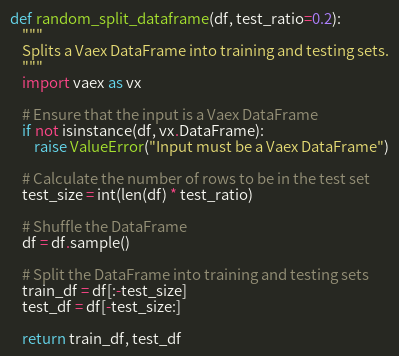 def random_split_dataframe(df, test_ratio=0.2):
    """
    Splits a Vaex DataFrame into training and testing sets.
    """
    import vaex as vx

    # Ensure that the input is a Vaex DataFrame
    if not isinstance(df, vx.DataFrame):
        raise ValueError("Input must be a Vaex DataFrame")

    # Calculate the number of rows to be in the test set
    test_size = int(len(df) * test_ratio)

    # Shuffle the DataFrame
    df = df.sample()

    # Split the DataFrame into training and testing sets
    train_df = df[:-test_size]
    test_df = df[-test_size:]

    return train_df, test_df